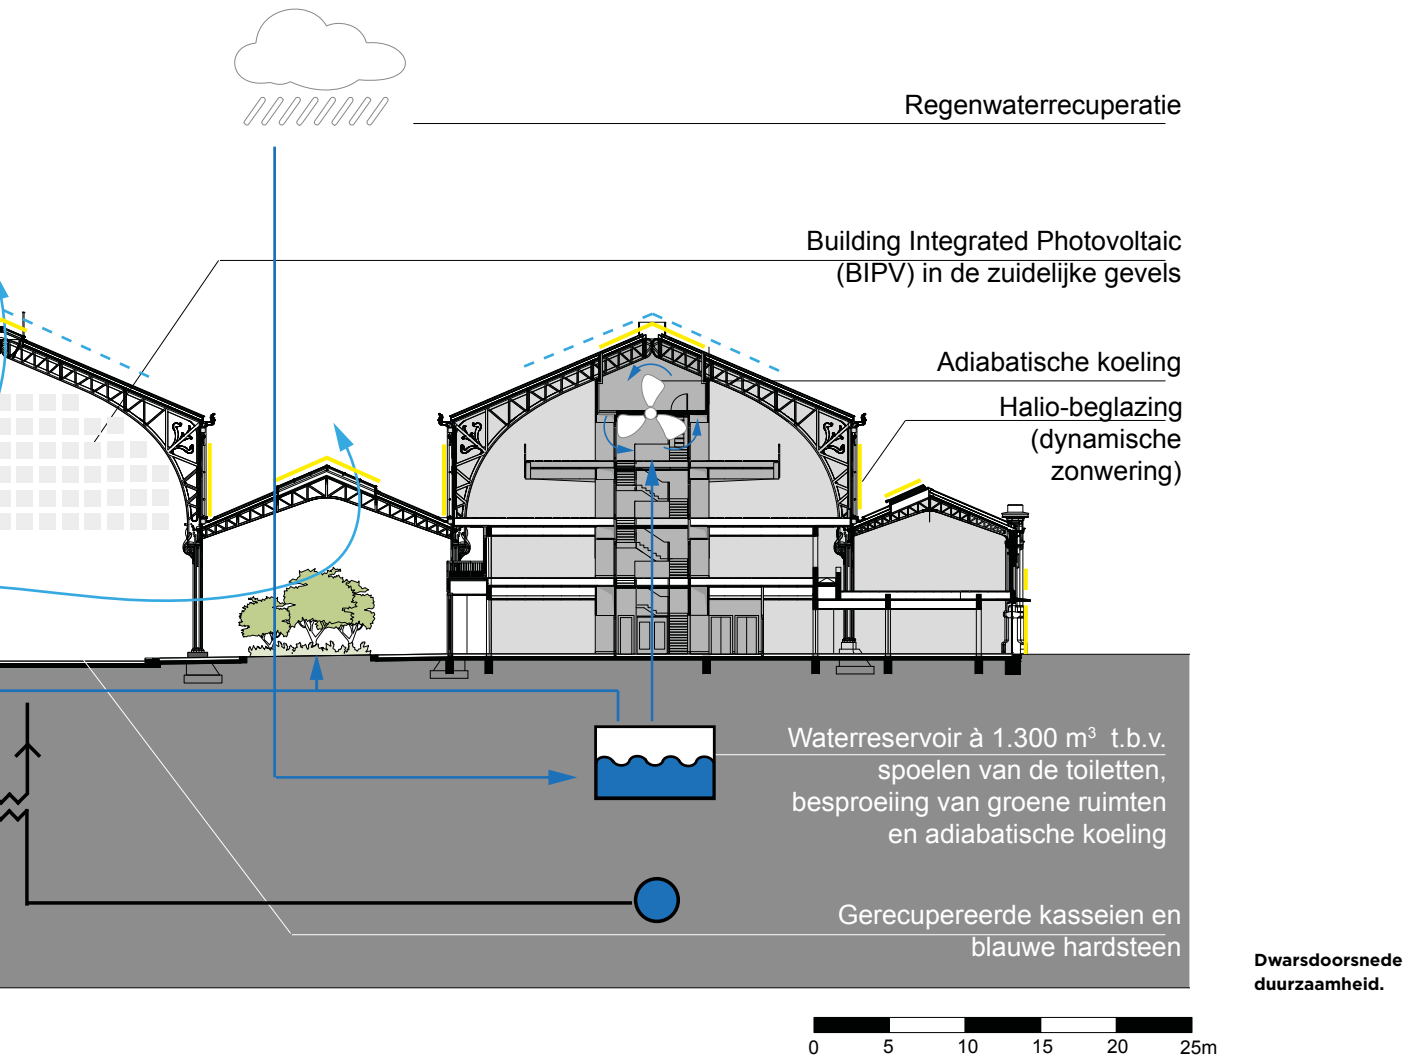 Regenwaterrecuperatie
Building Integrated Photovoltaic
(BIPV) in de zuidelijke gevels
Adiabatische koeling
Halio-beglazing
(dynamische
zonwering)
Waterreservoir à 1.300 m³ t.b.v.
spoelen van de toiletten,
besproeiing van groene ruimten
en adiabatische koeling
Gerecupereerde kasseien en
blauwe hardsteen
Dwarsdoorsnede
duurzaamheid.
0 5 10 15 20 25m